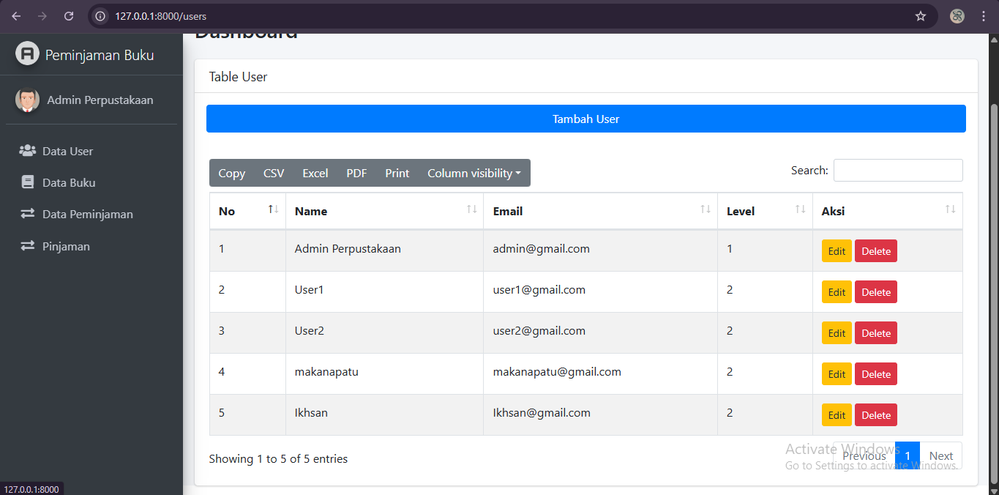 127.0.0.1:8000/users
Dashboard
A Peminjaman Buku
Admin Perpustakaan
Data User
Data Buku
Data Peminjaman
Pinjaman
Table User
Tambah User
Copy CSV Excel PDF Print Column visibility
Search:
No Name Email Level Aksi
1 Admin Perpustakaan admin@gmail.com 1 Edit Delete
2 User1 user1@gmail.com 2 Edit Delete
3 User2 user2@gmail.com 2 Edit Delete
4 makanapatu makanapatu@gmail.com 2 Edit Delete
5 Ikhsan Ikhsan@gmail.com 2 Edit Delete
Showing 1 to 5 of 5 entries
Previous 1 Next
Activate Windows
Go to Settings to activate Windows.
127.0.0.1:8000